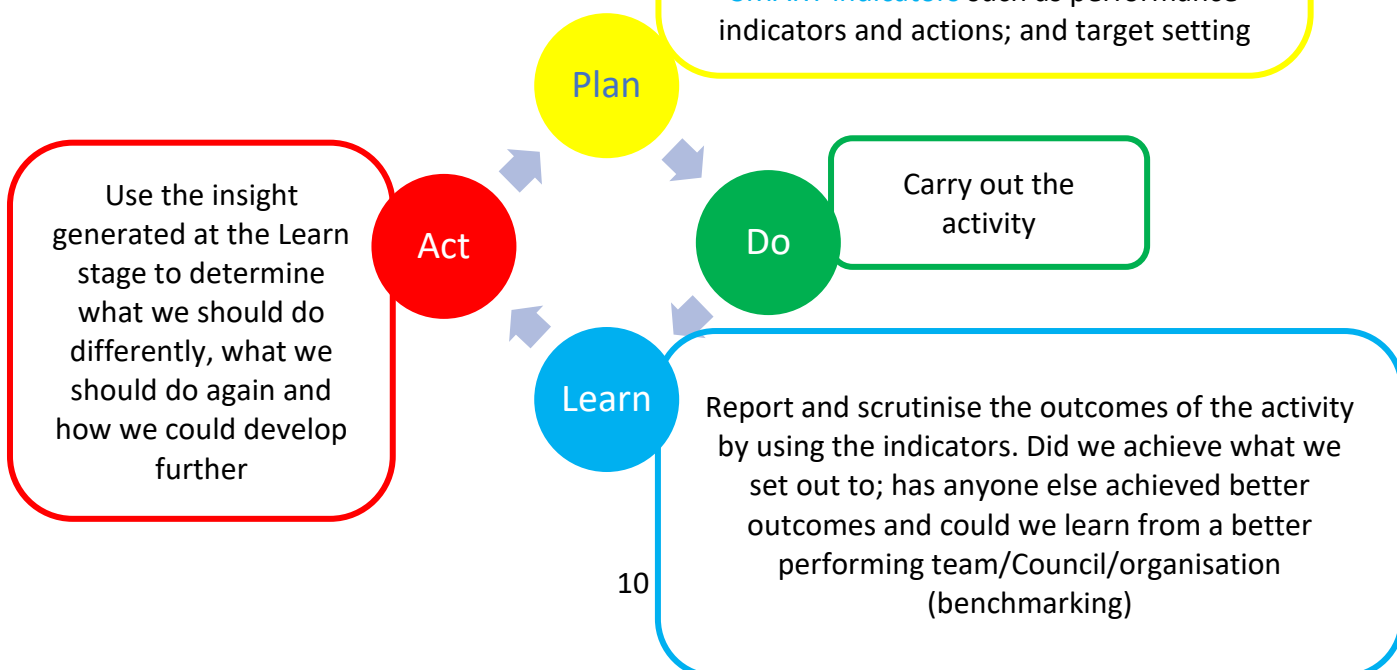 such as performance
indicators and actions; and target setting
Plan
Do
Carry out the
activity
Act
Use the insight
generated at the Learn
stage to determine
what we should do
differently, what we
should do again and
how we could develop
further
Learn
Report and scrutinise the outcomes of the activity
by using the indicators. Did we achieve what we
set out to; has anyone else achieved better
outcomes and could we learn from a better
performing team/Council/organisation
(benchmarking)
10